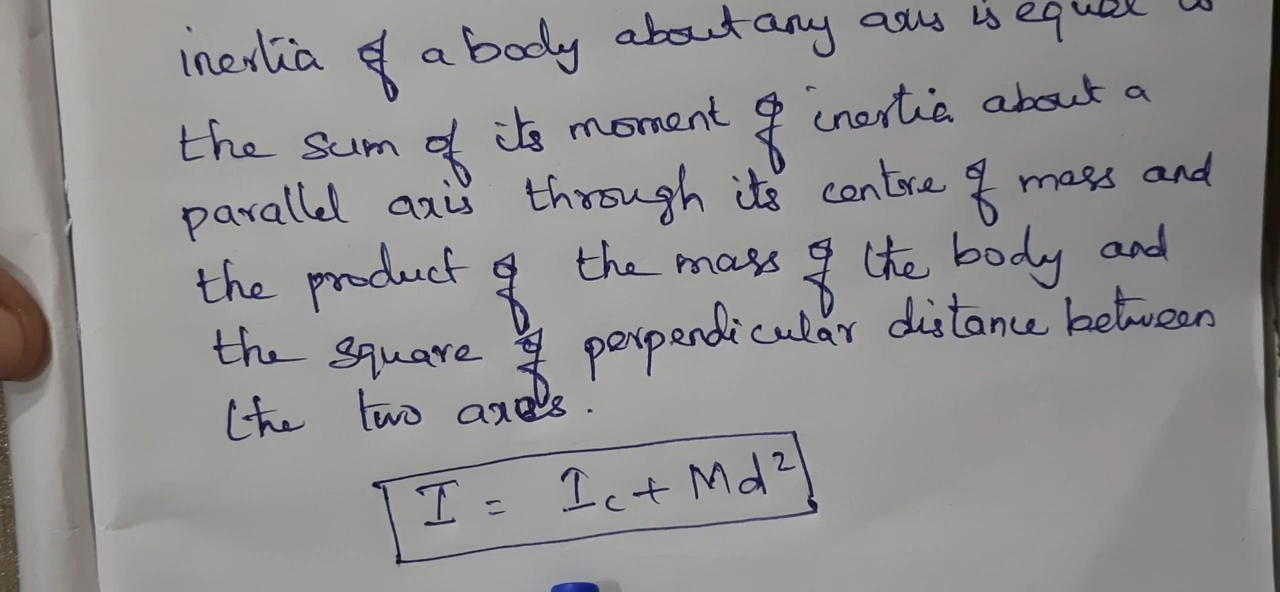 inertia of a body about any axis is equal to
the sum of its moment of inertia about a
parallel axis through its centre of mass and
the product of the mass of the body and
the square of perpendicular distance between
the two axes.
I = Ic + Md²